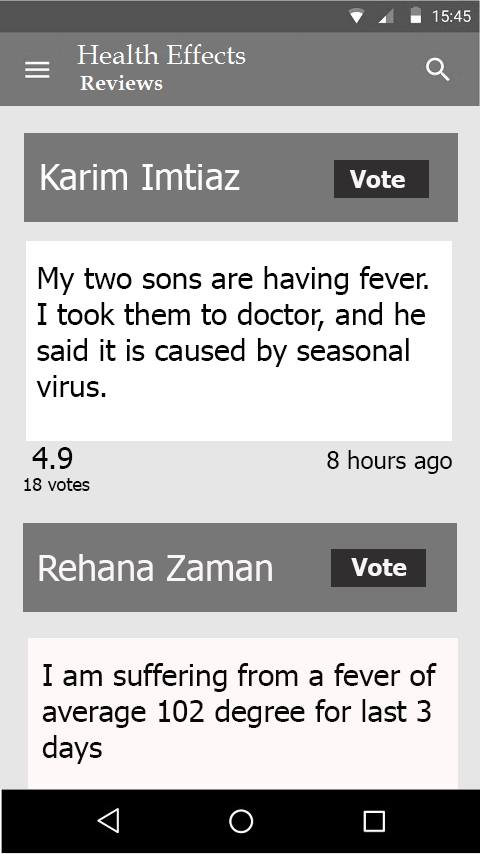 15:45
Health Effects
Reviews
Karim Imtiaz
Vote
My two sons are having fever.
I took them to doctor, and he
said it is caused by seasonal
virus.
4.9
8 hours ago
18 votes
Rehana Zaman
Vote
I am suffering from a fever of
average 102 degree for last 3
days